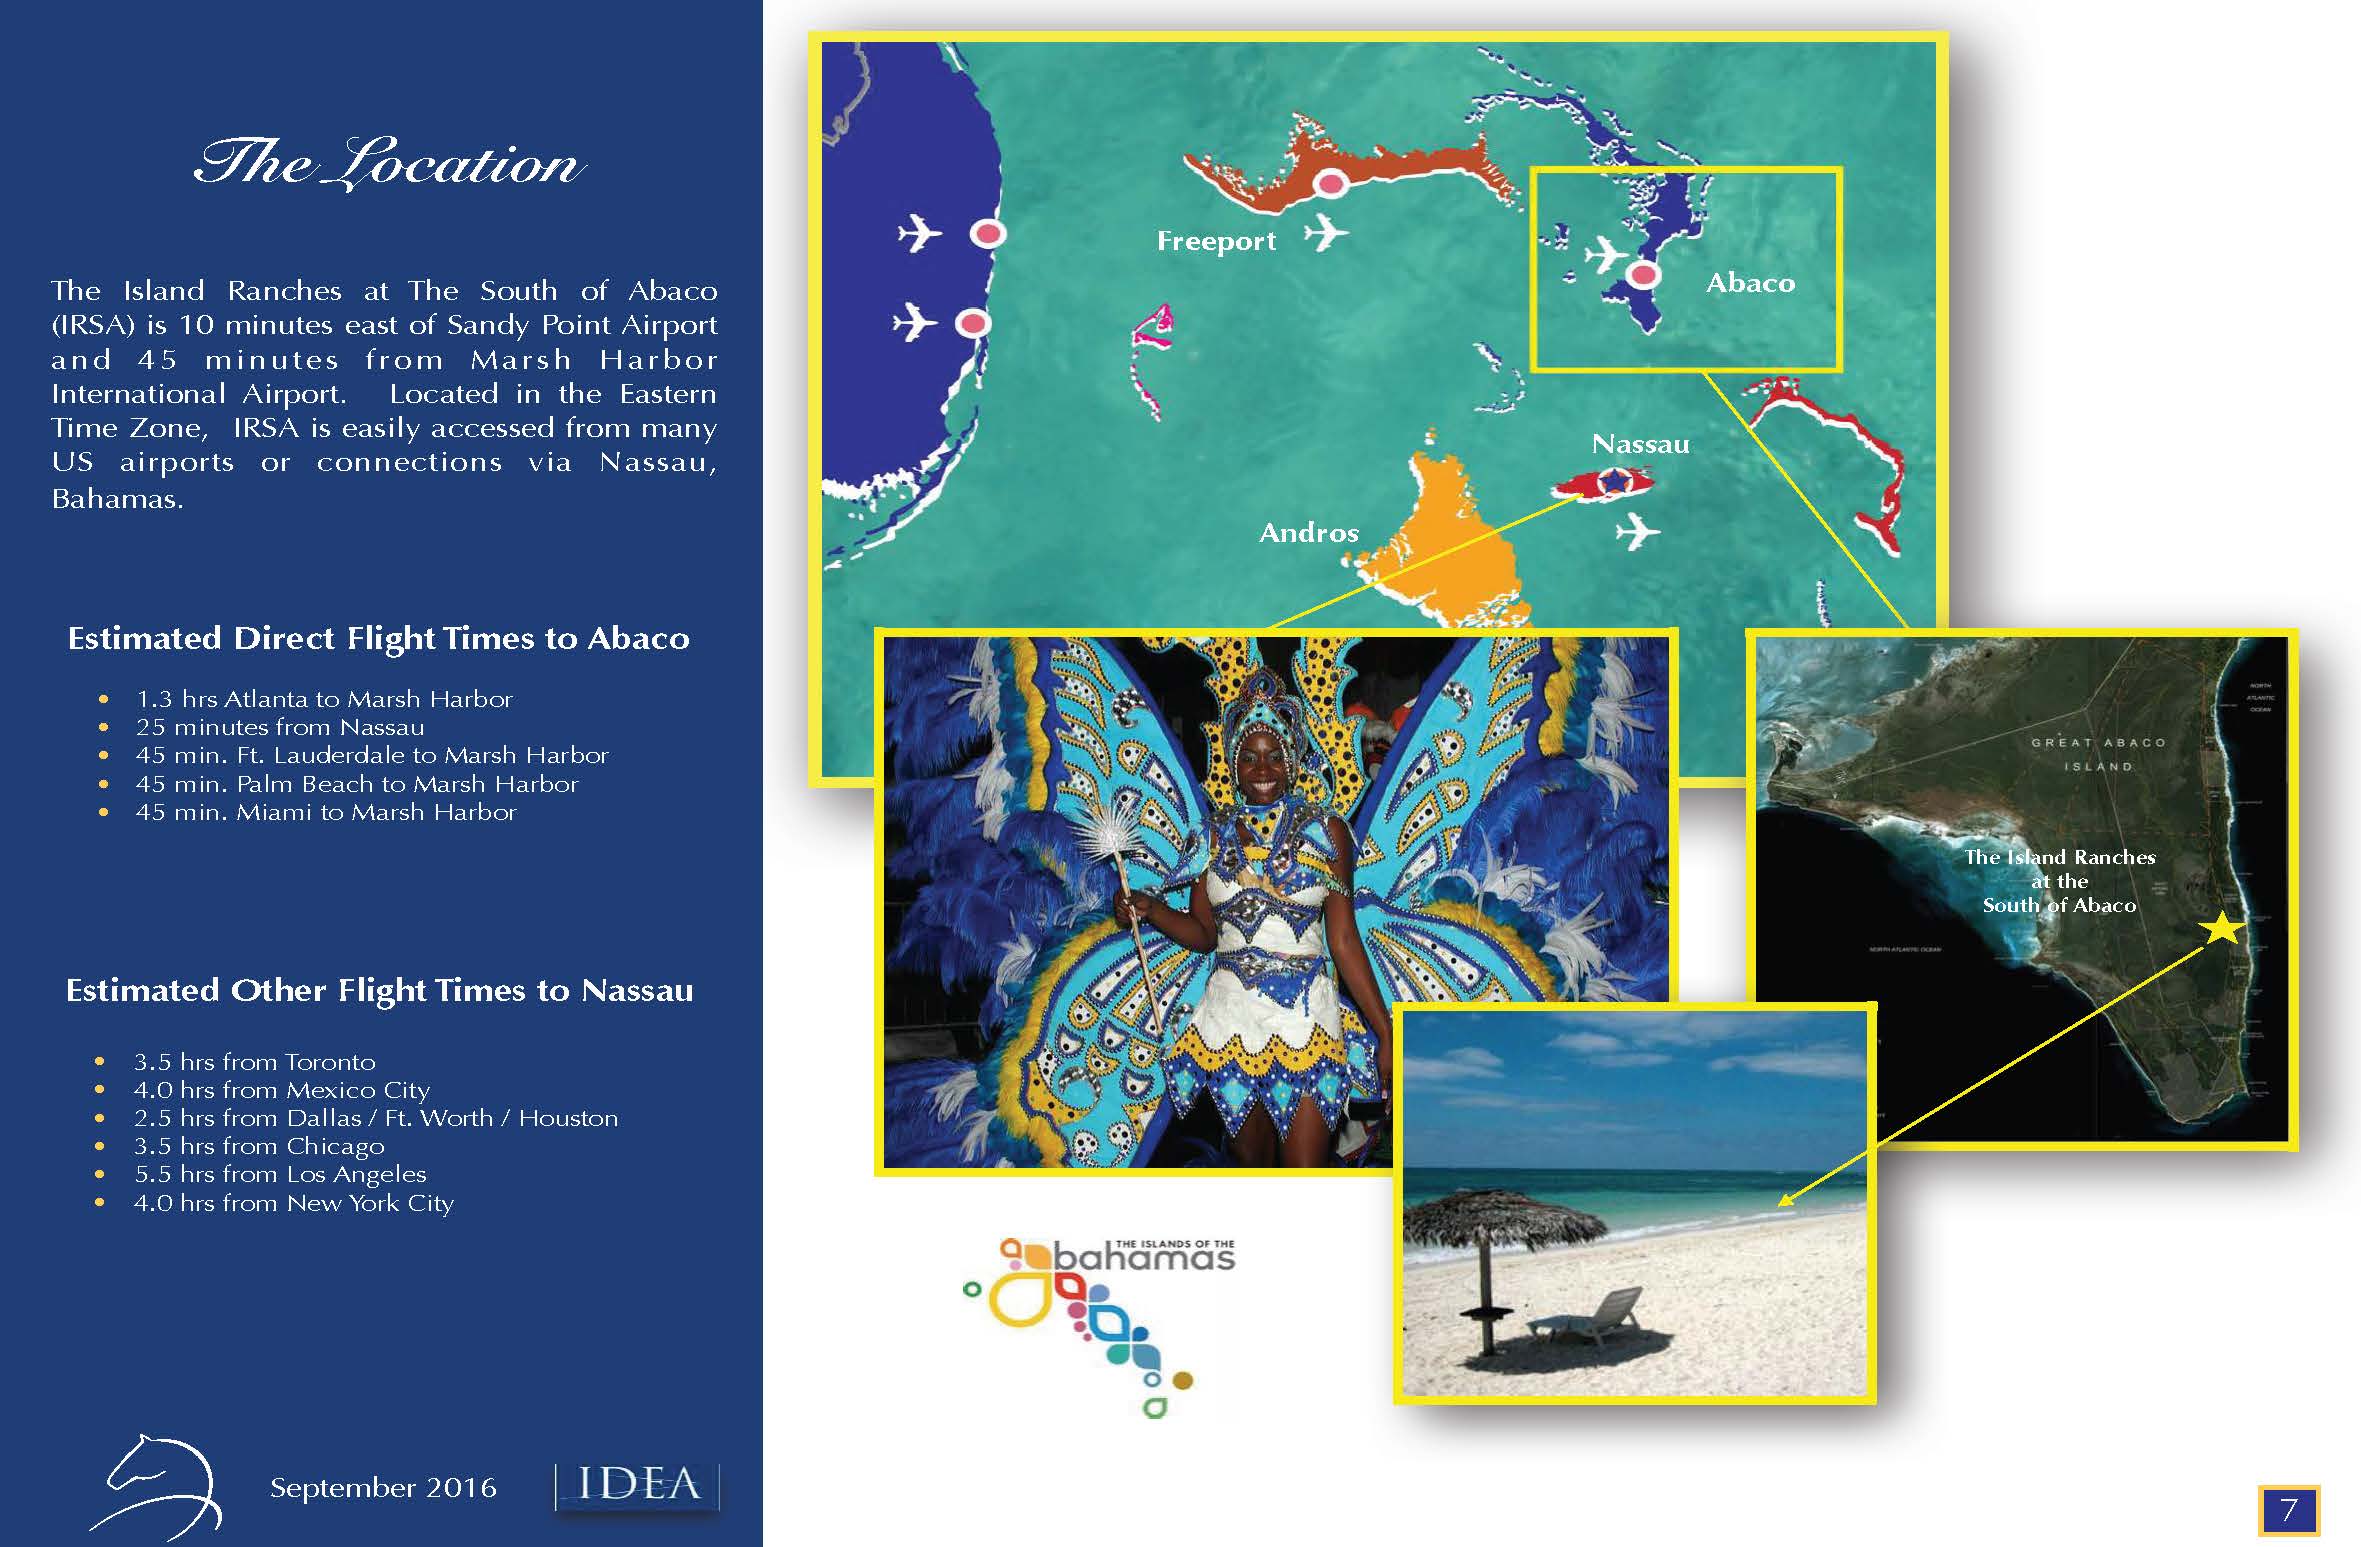 The Location
The Island Ranches at The South of Abaco
(IRSA) is 10 minutes east of Sandy Point Airport
and 45 minutes from Marsh Harbor
International Airport. Located in the Eastern
Time Zone, IRSA is easily accessed from many
US airports or connections via Nassau,
Bahamas.
Estimated Direct Flight Times to Abaco
• 1.3 hrs Atlanta to Marsh Harbor
• 25 minutes from Nassau
• 45 min. Ft. Lauderdale to Marsh Harbor
• 45 min. Palm Beach to Marsh Harbor
• 45 min. Miami to Marsh Harbor
Estimated Other Flight Times to Nassau
• 3.5 hrs from Toronto
• 4.0 hrs from Mexico City
• 2.5 hrs from Dallas / Ft. Worth / Houston
• 3.5 hrs from Chicago
• 5.5 hrs from Los Angeles
• 4.0 hrs from New York City
September 2016
IDEA
Freeport
Abaco
Nassau
Andros
NORTH
ATLANTIC
OCEAN
GREAT ABACO
ISLAND
The Island Ranches
at the
South of Abaco
NORTH ATLANTIC OCEAN
THE ISLANDS OF THE
bahamas
7